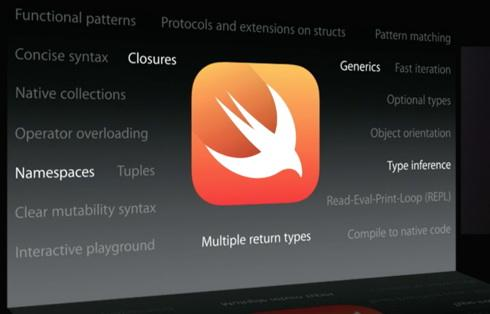 Functional patterns
Protocols and extensions on structs
Pattern matching
Concise syntax
Closures
Generics
Fast iteration
Native collections
Optional types
Operator overloading
Object orientation
Namespaces
Tuples
Type inference
Clear mutability syntax
Read-Eval-Print-Loop (REPL)
Interactive playground
Multiple return types
Compile to native code